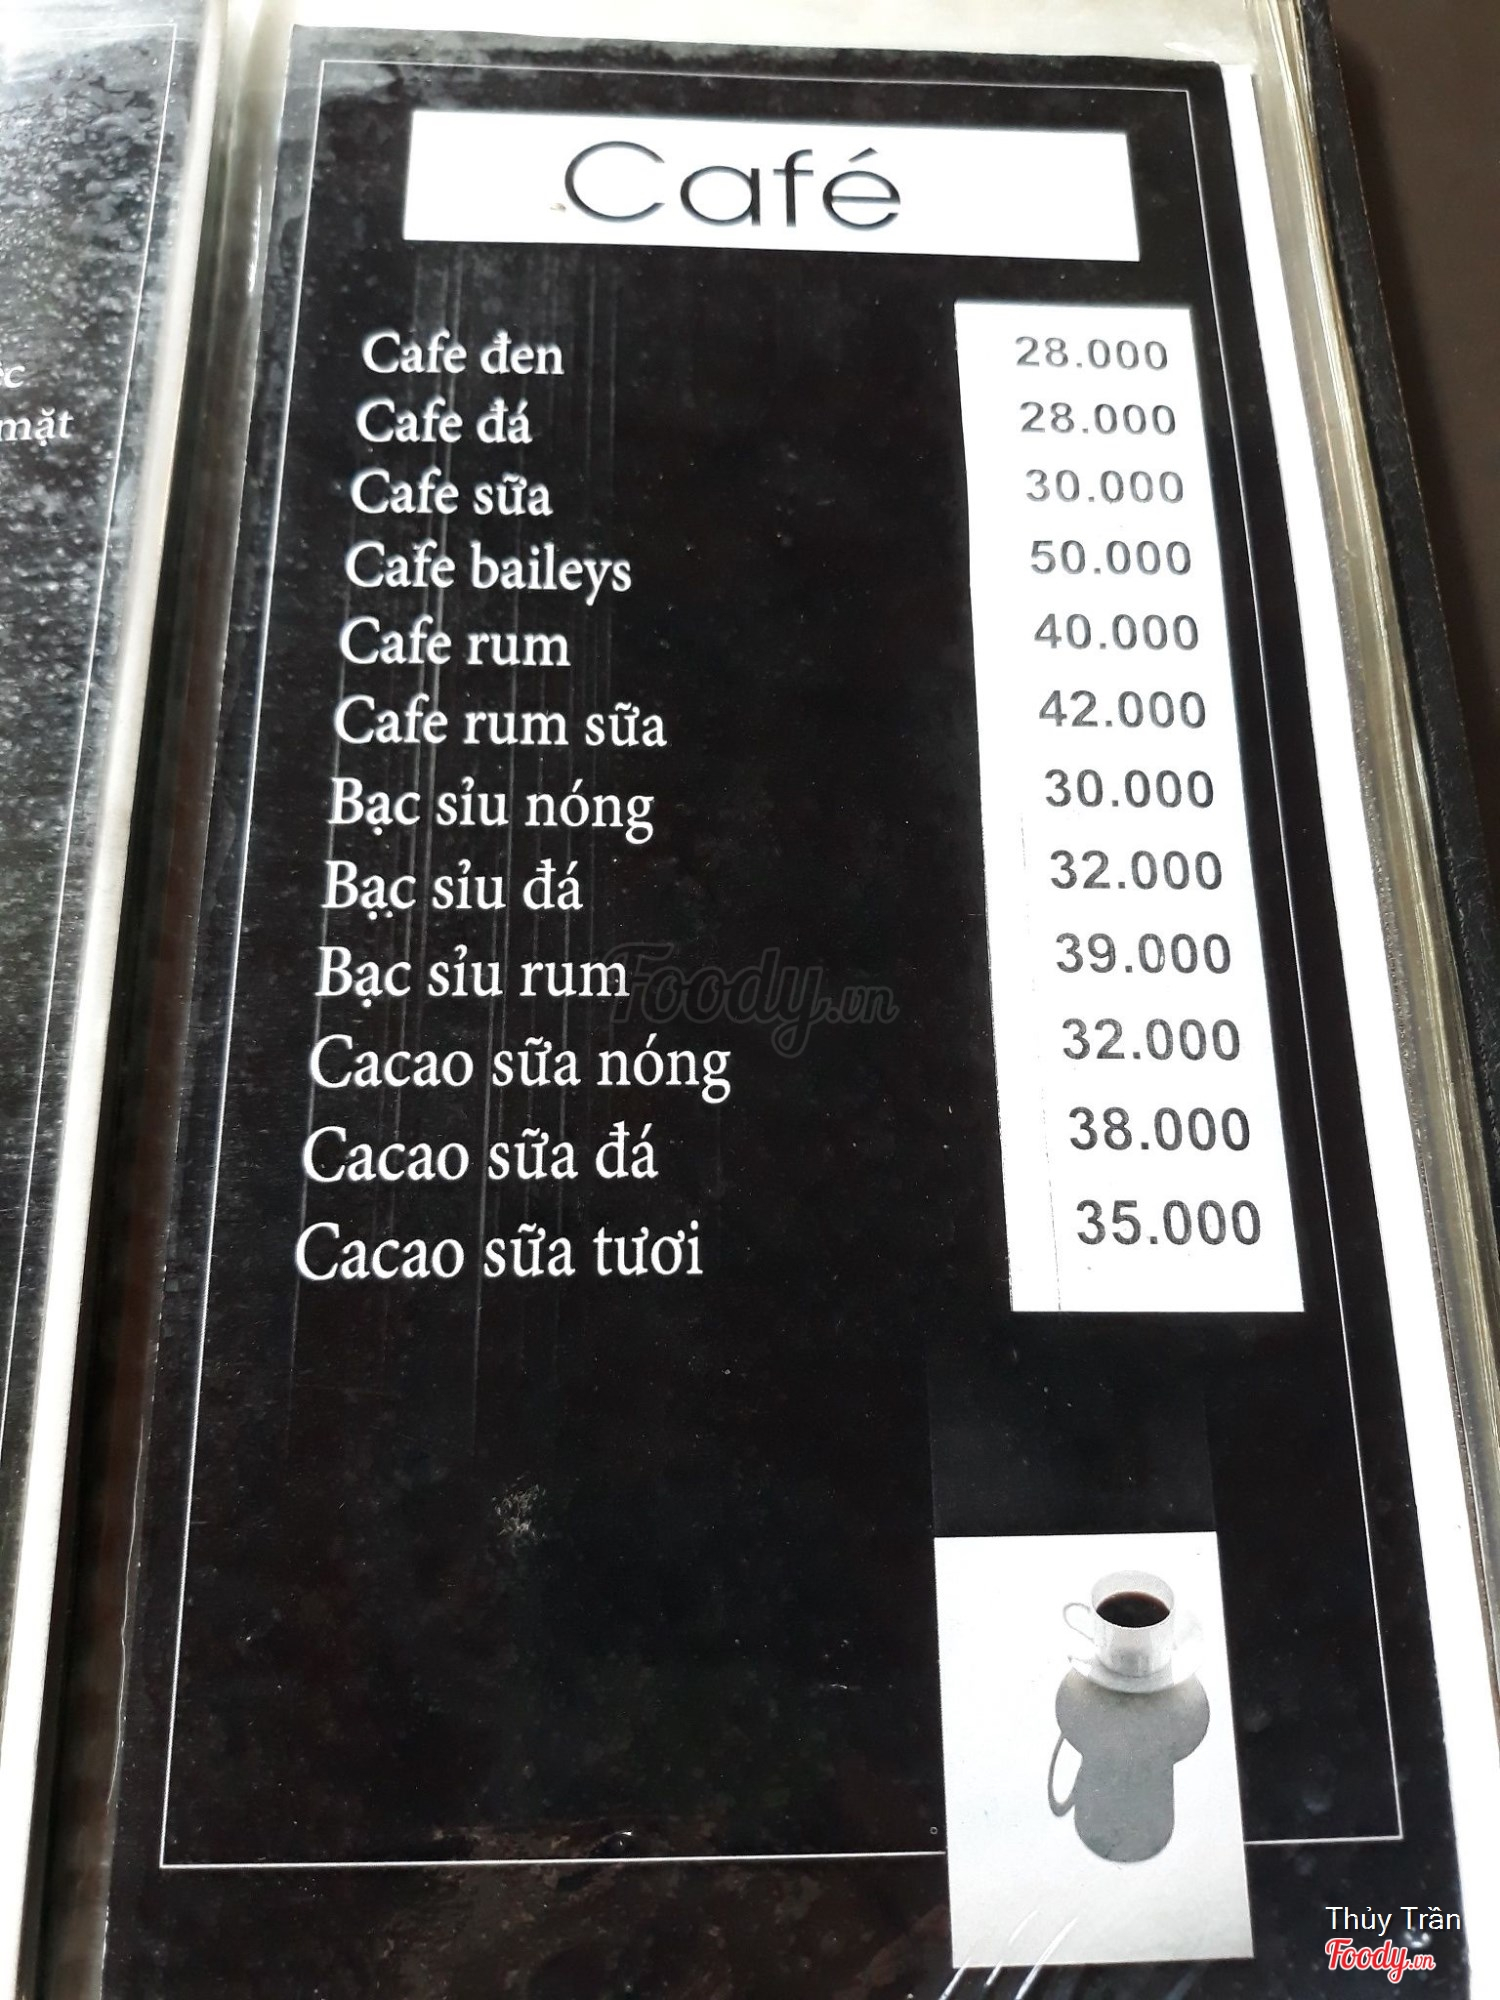 ặc
mặt
Café
Cafe đen 28.000
Cafe đá 28.000
Cafe sữa 30.000
Cafe baileys 50.000
Cafe rum 40.000
Cafe rum sữa 42.000
Bạc sỉu nóng 30.000
Bạc sỉu đá 32.000
Bạc sỉu rum 39.000
Cacao sữa nóng 32.000
Cacao sữa đá 38.000
Cacao sữa tươi 35.000
Foody.vn
Thủy Trần
Foody.vn